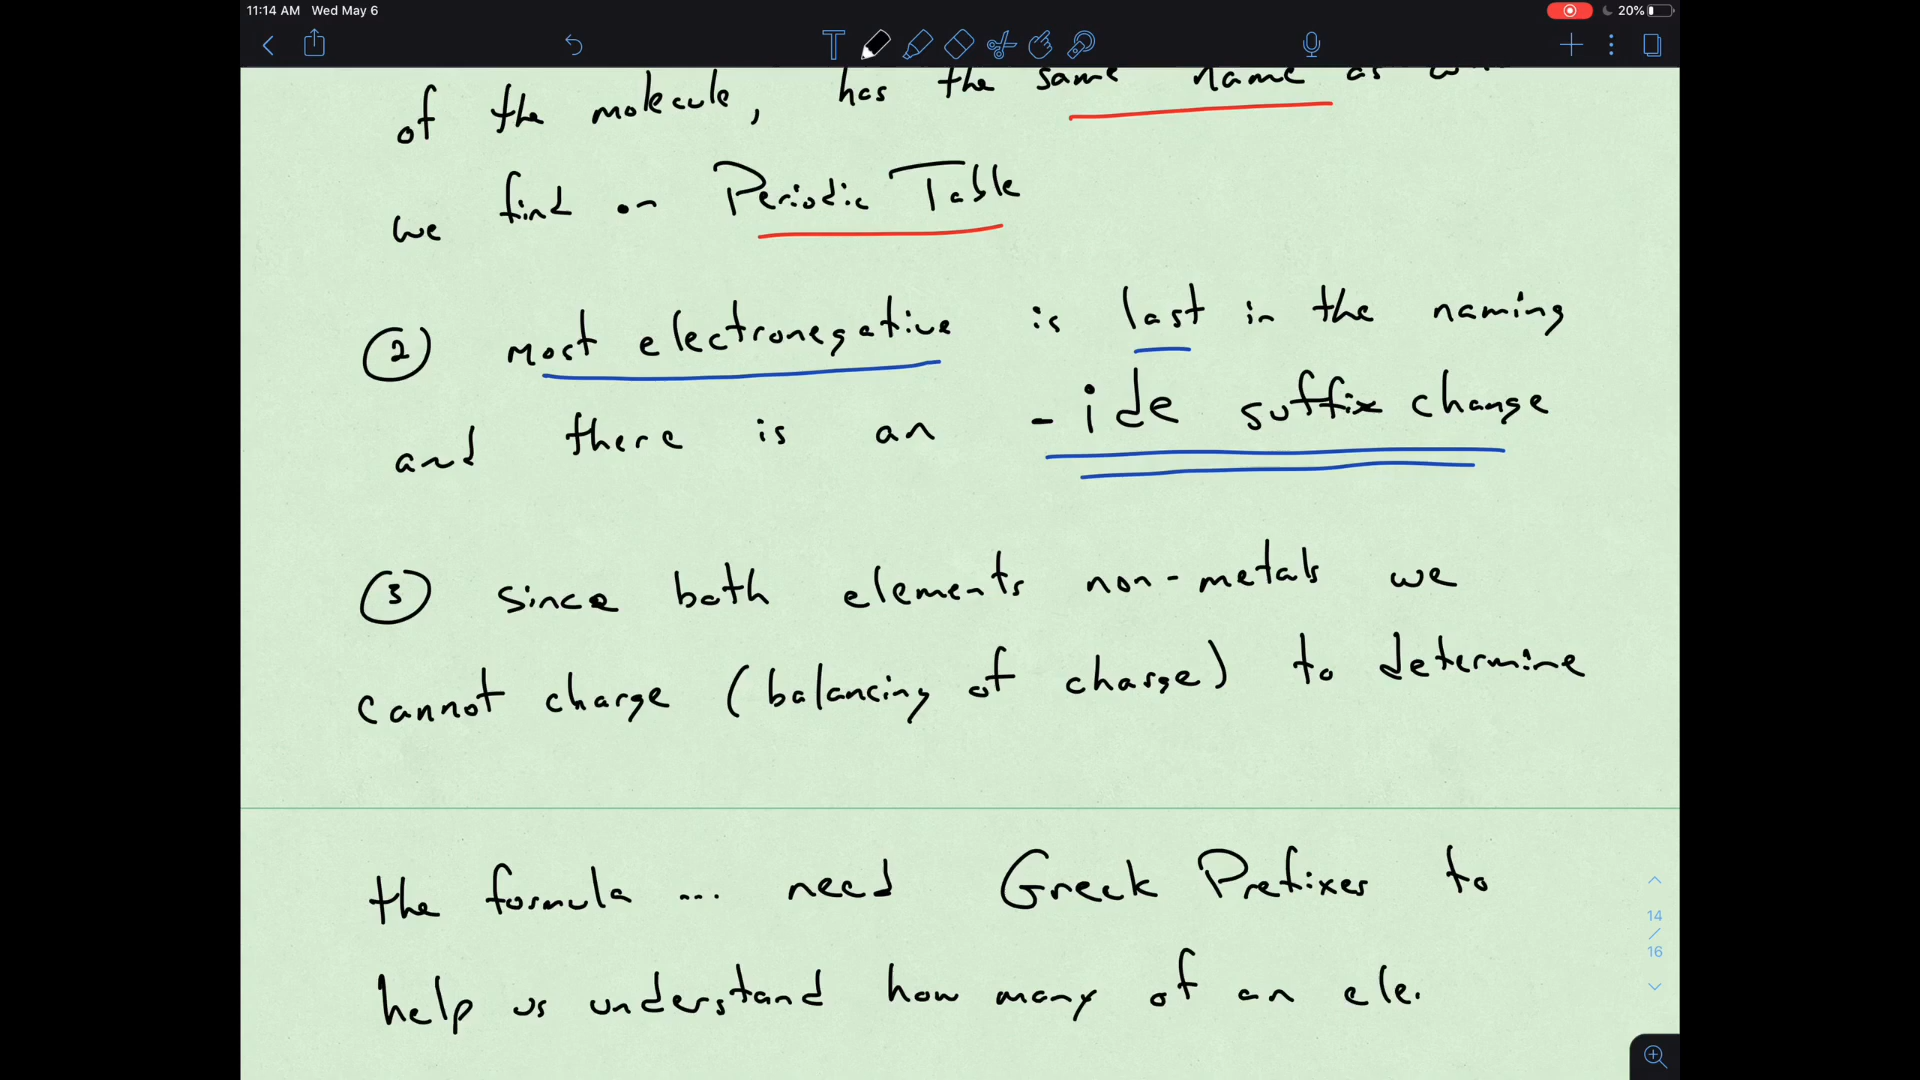 11:14 AM Wed May 6
20%
of the molecule, has the same name as
we find on Periodic Table
② most electronegative is last in the naming
and there is an -ide suffix change
③ since both elements non-metals we
cannot charge (balancing of charge) to determine
the formula ... need Greek Prefixes to
14
/
16
help us understand how many of an ele.